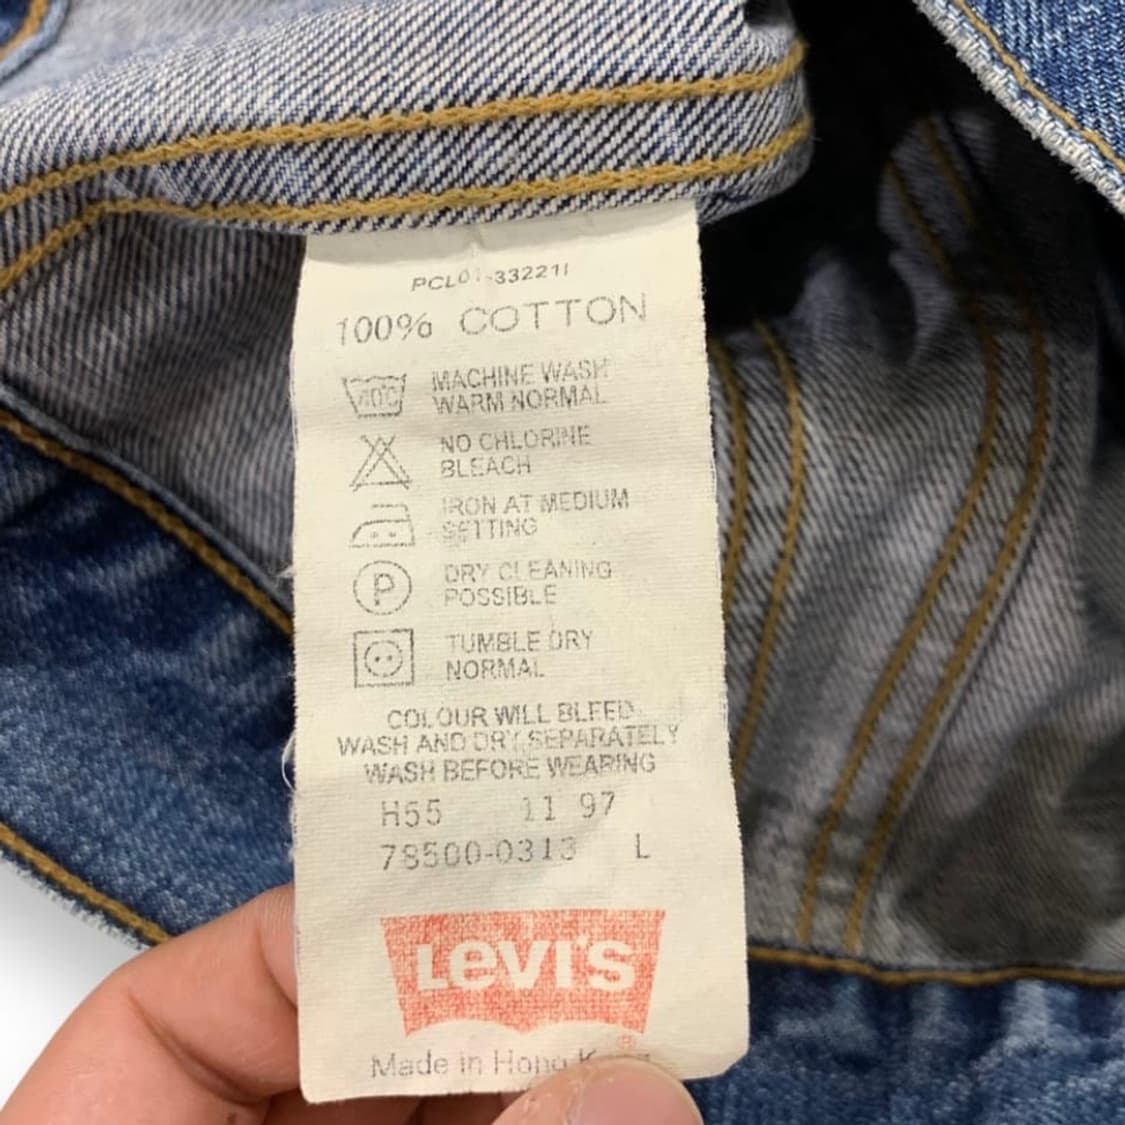 PCL01-33221I
100% COTTON
40°C
MACHINE WASH
WARM NORMAL
NO CHLORINE
BLEACH
IRON AT MEDIUM
SETTING
P
DRY CLEANING
POSSIBLE
TUMBLE DRY
NORMAL
COLOUR WILL BLEED
WASH AND DRY SEPARATELY
WASH BEFORE WEARING
H55 11 97
78500-0313 L
LEVI'S
®
Made in Hong Kong